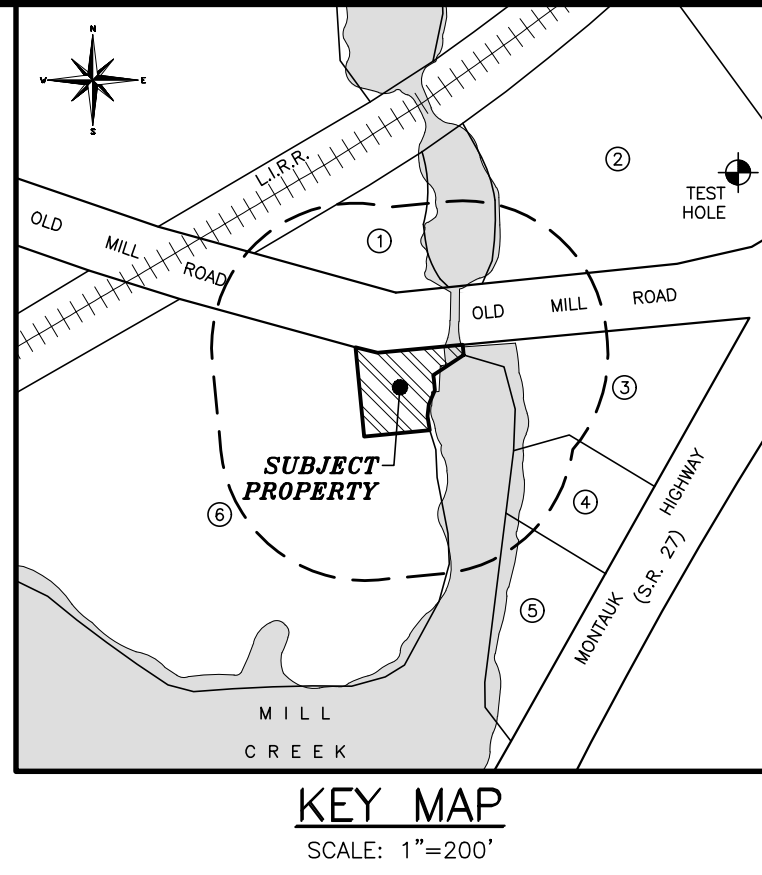 N
W E
S
L.I.R.R.
②
TEST
HOLE
OLD MILL ROAD
①
OLD MILL ROAD
③
SUBJECT
PROPERTY
HIGHWAY
④
⑥
(S.R. 27)
⑤
MONTAUK
MILL
CREEK
KEY MAP
SCALE: 1"=200'